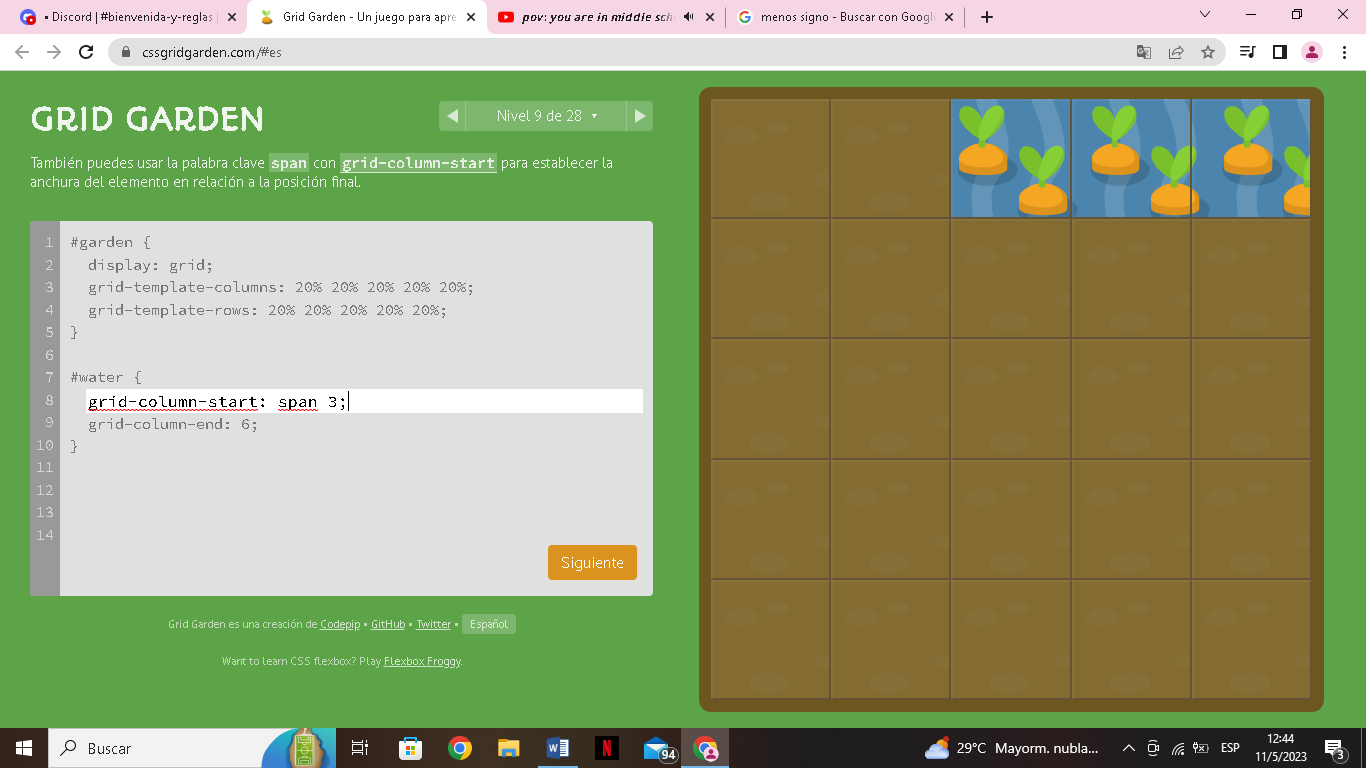 • Discord | #bienvenida-y-reglas
Grid Garden - Un juego para apre
pov: you are in middle sch
menos signo - Buscar con Googl
cssgridgarden.com/#es
GRID GARDEN
Nivel 9 de 28
También puedes usar la palabra clave span con grid-column-start para establecer la
anchura del elemento en relación a la posición final.
1 #garden {
2 display: grid;
3 grid-template-columns: 20% 20% 20% 20% 20%;
4 grid-template-rows: 20% 20% 20% 20% 20%;
5 }
6
7 #water {
8 grid-column-start: span 3;
9 grid-column-end: 6;
10 }
11
12
13
14
Siguiente
Grid Garden es una creación de Codepip • GitHub • Twitter • Español
Want to learn CSS flexbox? Play Flexbox Froggy.
Buscar
W
N
94
29°C Mayorm. nubla...
ESP
12:44
11/5/2023
3